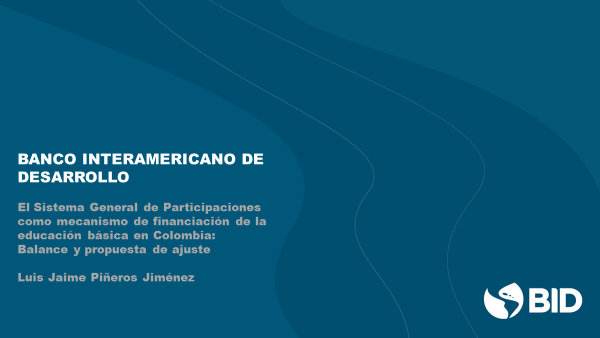 BANCO INTERAMERICANO DE
DESARROLLO
El Sistema General de Participaciones
como mecanismo de financiación de la
educación básica en Colombia:
Balance y propuesta de ajuste
Luis Jaime Piñeros Jiménez
BID